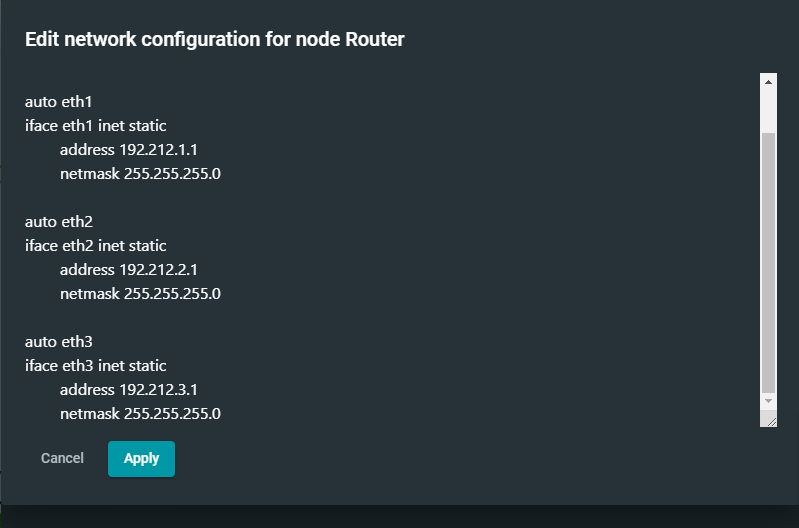 Edit network configuration for node Router
auto eth1
iface eth1 inet static
address 192.212.1.1
netmask 255.255.255.0
auto eth2
iface eth2 inet static
address 192.212.2.1
netmask 255.255.255.0
auto eth3
iface eth3 inet static
address 192.212.3.1
netmask 255.255.255.0
Cancel Apply